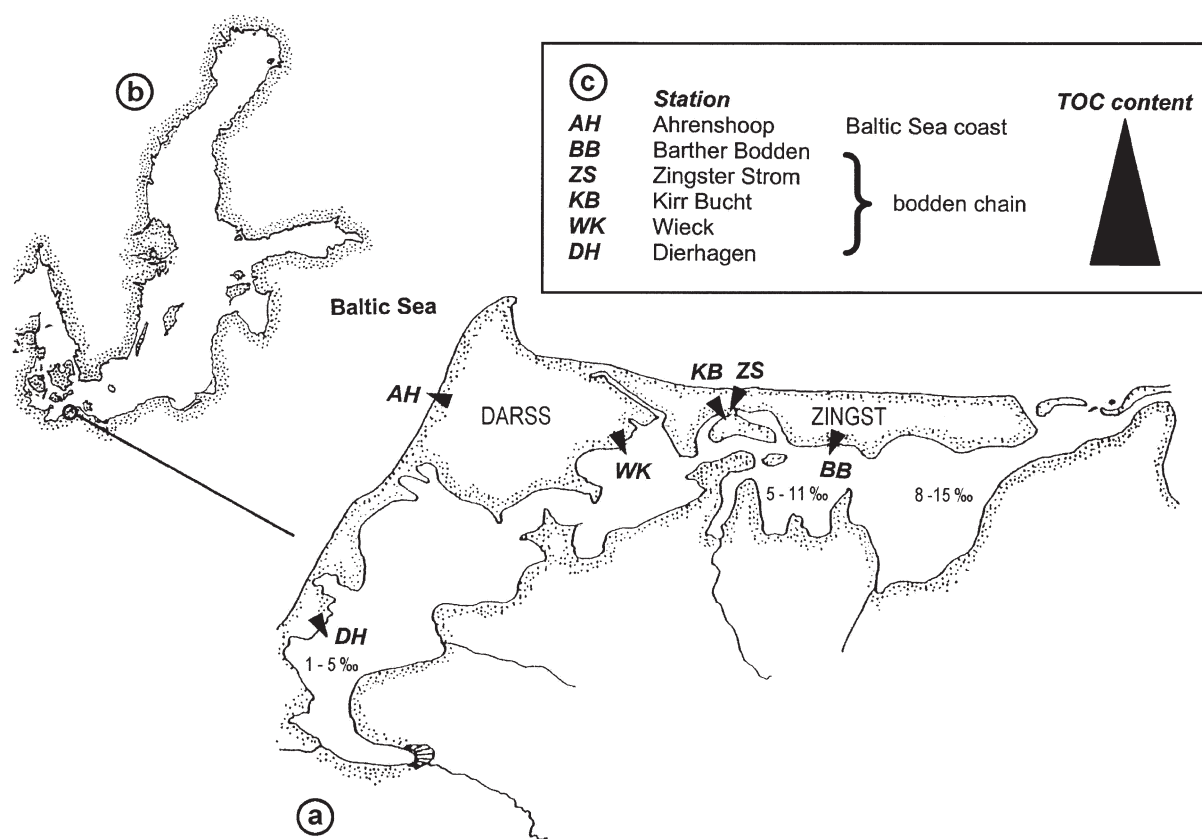 b
c
Station
AH Ahrenshoop Baltic Sea coast
BB Barther Bodden
ZS Zingster Strom
KB Kirr Bucht
WK Wieck
DH Dierhagen
bodden chain
TOC content
Baltic Sea
AH
DARSS
KB ZS
ZINGST
WK
BB
5 - 11 ‰
8 - 15 ‰
DH
1 - 5 ‰
a